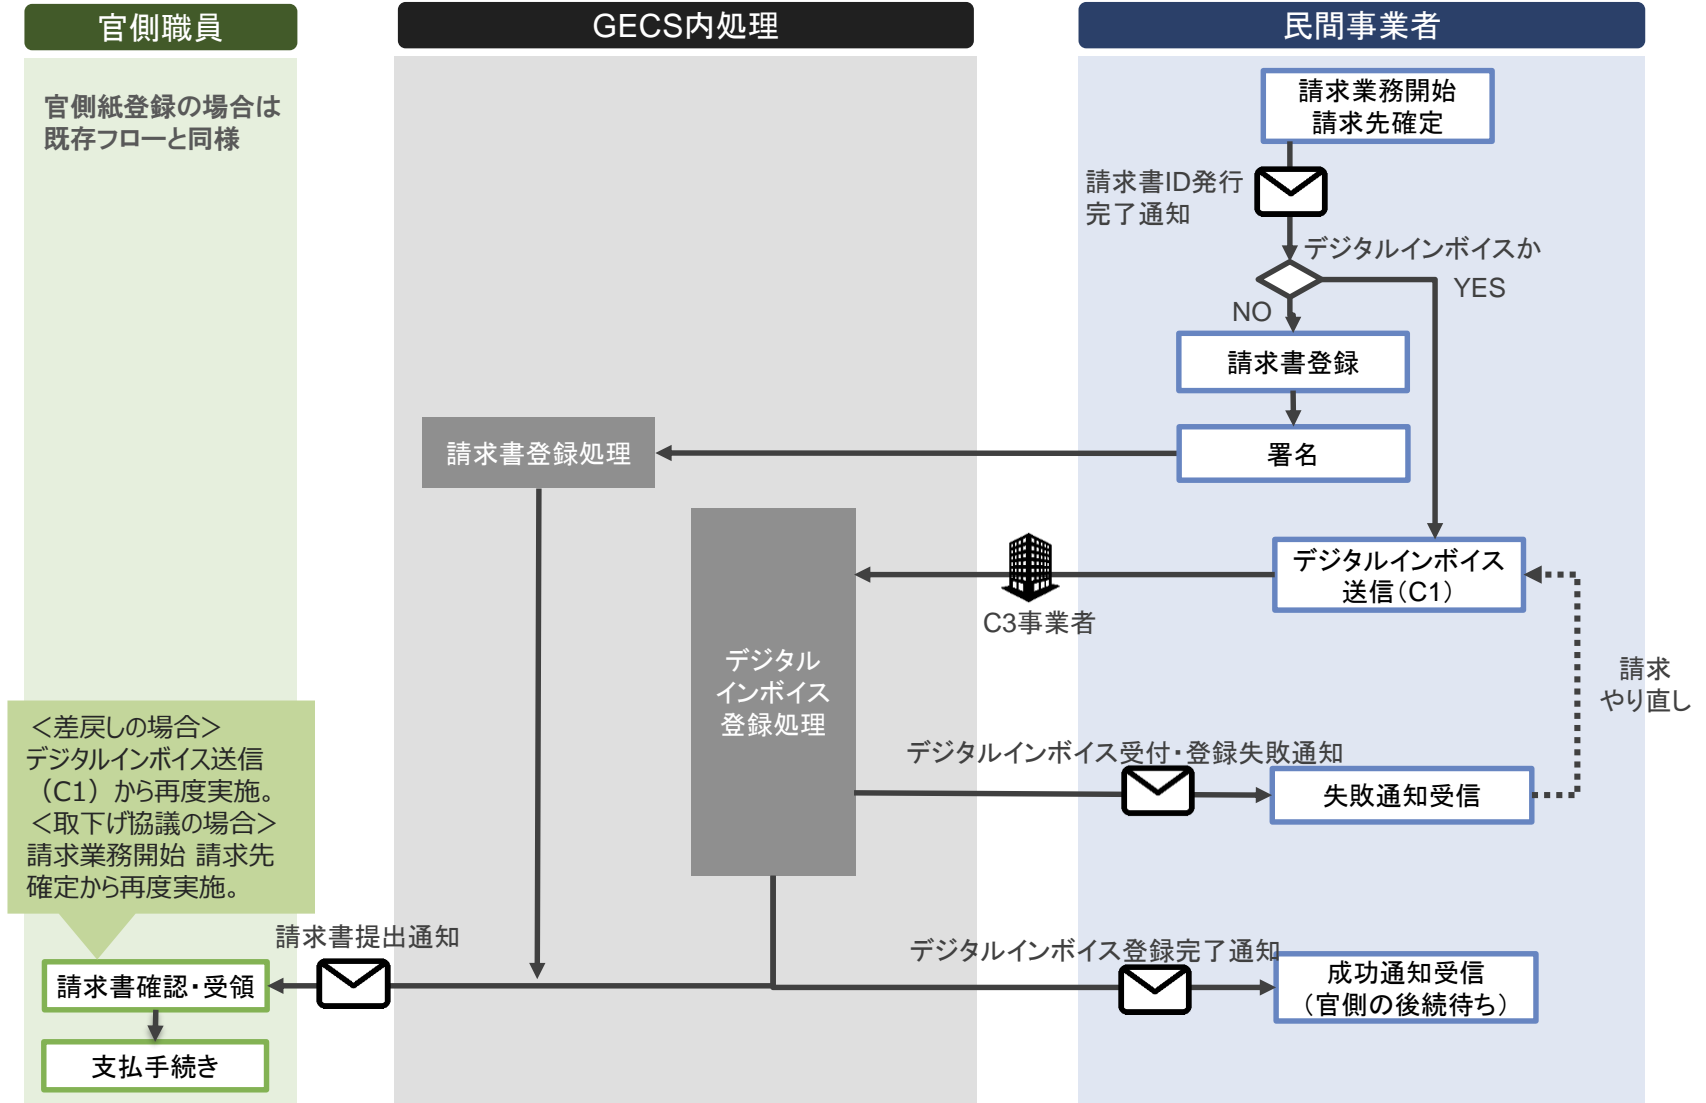 官側職員
GECS内処理
民間事業者
官側紙登録の場合は
既存フローと同様
請求業務開始
請求先確定
請求書ID発行
完了通知
デジタルインボイスか
YES
NO
請求書登録
請求書登録処理
署名
デジタルインボイス
送信（C1）
C3事業者
デジタル
インボイス
登録処理
請求
やり直し
＜差戻しの場合＞
デジタルインボイス送信
（C1）から再度実施。
＜取下げ協議の場合＞
請求業務開始 請求先
確定から再度実施。
デジタルインボイス受付・登録失敗通知
失敗通知受信
請求書提出通知
デジタルインボイス登録完了通知
請求書確認・受領
成功通知受信
（官側の後続待ち）
支払手続き